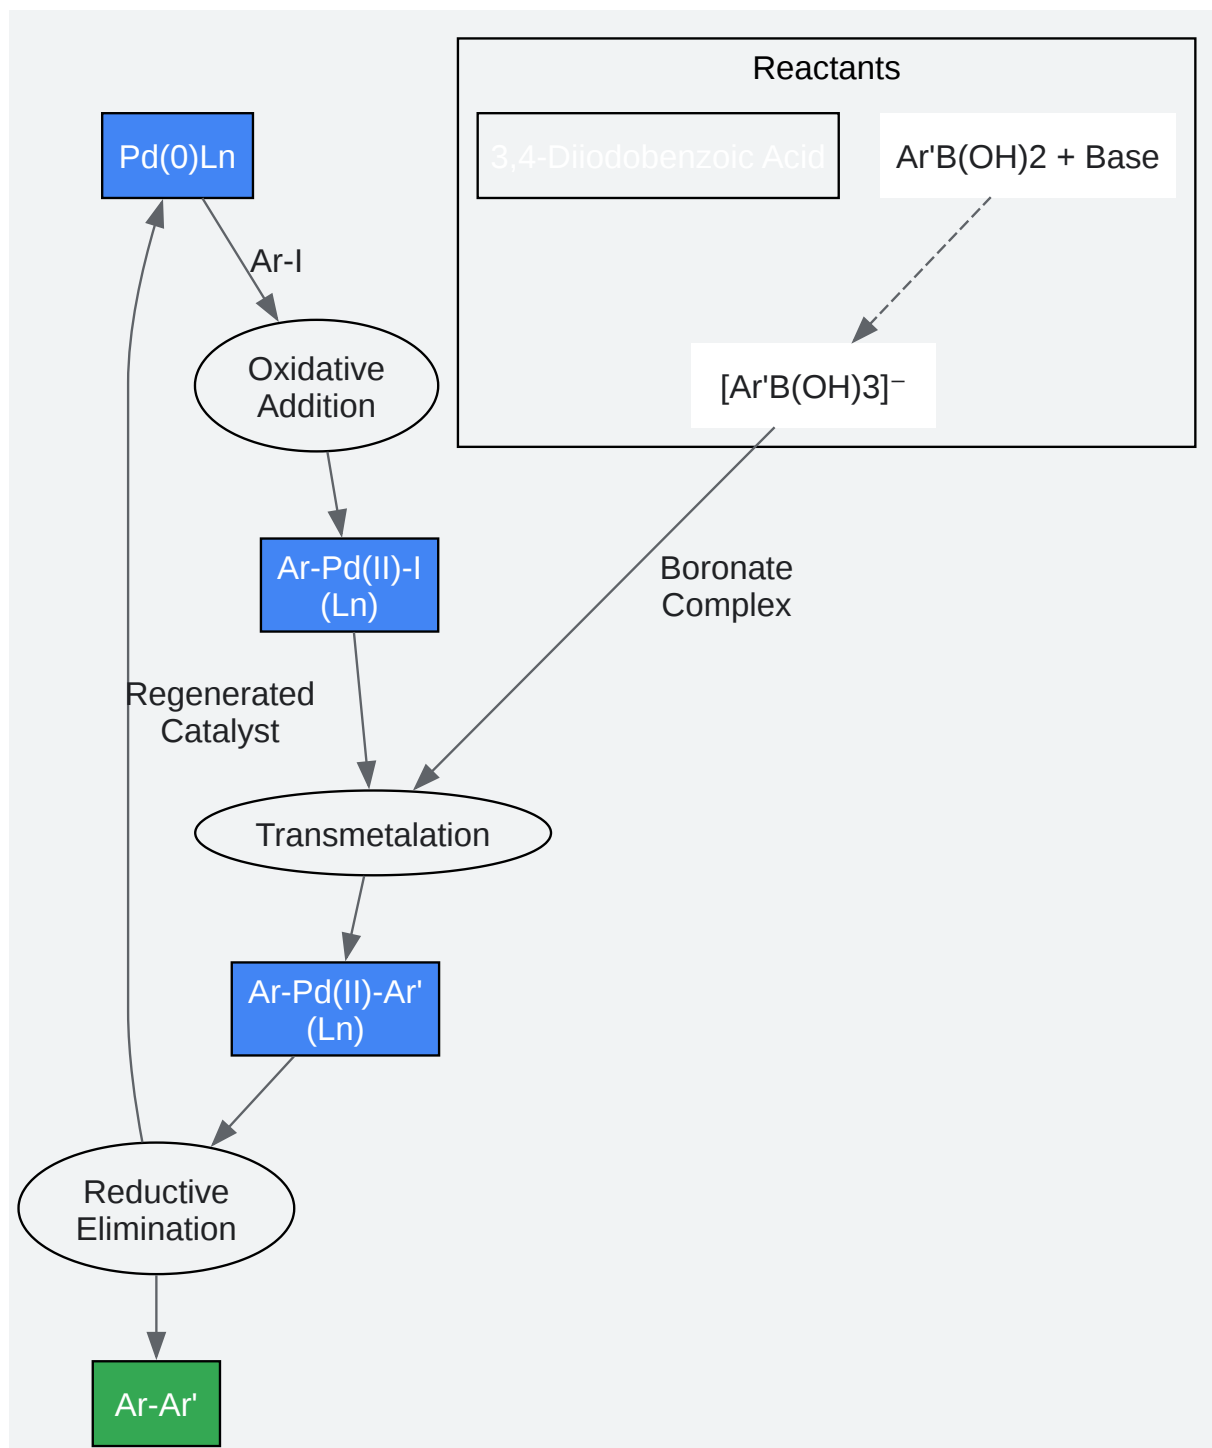 Reactants
Pd(0)Ln
3,4-Diiodobenzoic Acid
Ar'B(OH)2 + Base
Ar-I
Oxidative
Addition
[Ar'B(OH)3]⁻
Ar-Pd(II)-I
(Ln)
Boronate
Complex
Regenerated
Catalyst
Transmetalation
Ar-Pd(II)-Ar'
(Ln)
Reductive
Elimination
Ar-Ar'